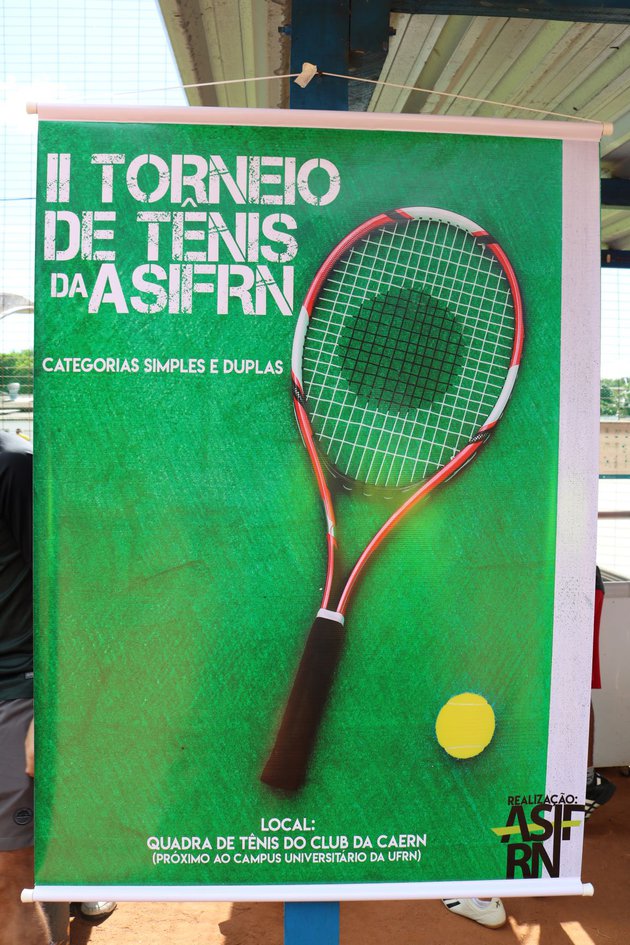 II TORNEIO
DE TÊNIS
DA ASIFRN
CATEGORIAS SIMPLES E DUPLAS
LOCAL:
QUADRA DE TÊNIS DO CLUB DA CAERN
(PRÓXIMO AO CAMPUS UNIVERSITÁRIO DA UFRN)
REALIZAÇÃO:
ASIF
RN